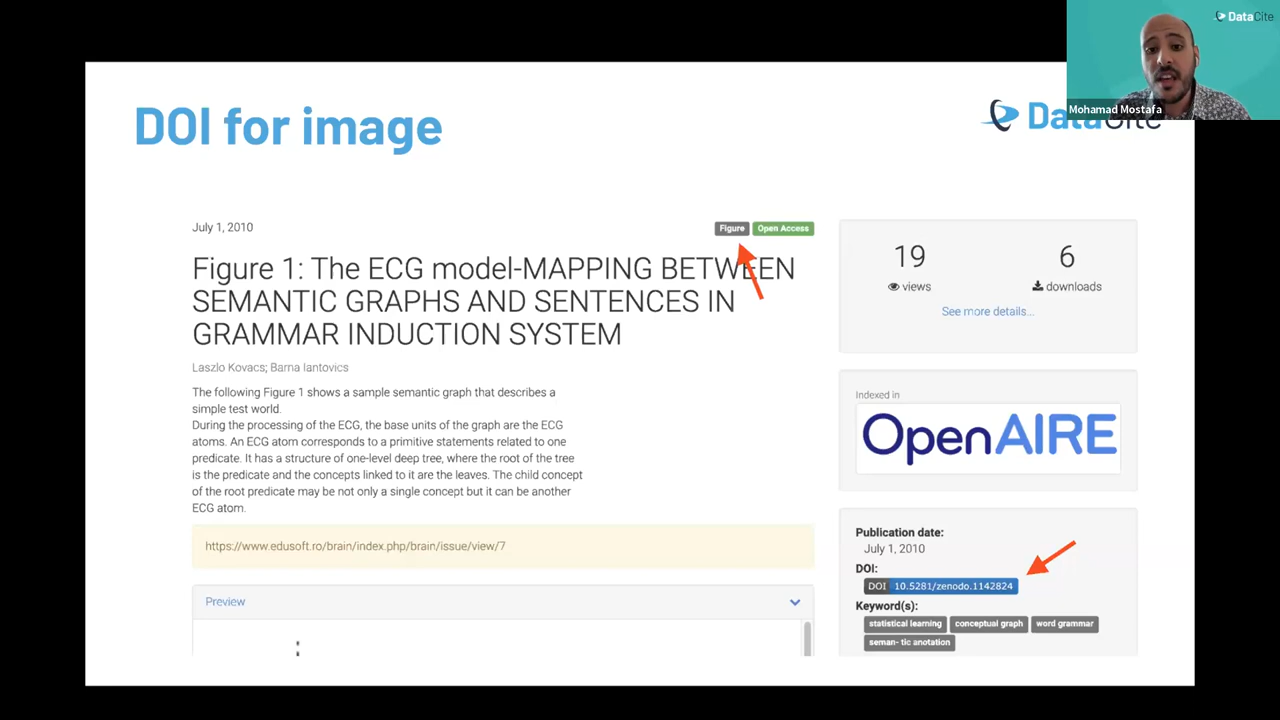 DataCite
Mohamad Mostafa
DOI for image
DataCite
July 1, 2010
Figure
Open Access
Figure 1: The ECG model-MAPPING BETWEEN
SEMANTIC GRAPHS AND SENTENCES IN
GRAMMAR INDUCTION SYSTEM
Laszlo Kovacs; Barna Iantovics
The following Figure 1 shows a sample semantic graph that describes a
simple test world.
During the processing of the ECG, the base units of the graph are the ECG
atoms. An ECG atom corresponds to a primitive statements related to one
predicate. It has a structure of one-level deep tree, where the root of the tree
is the predicate and the concepts linked to it are the leaves. The child concept
of the root predicate may be not only a single concept but it can be another
ECG atom.
https://www.edusoft.ro/brain/index.php/brain/issue/view/7
Preview
19
views
6
downloads
See more details...
Indexed in
OpenAIRE
Publication date:
July 1, 2010
DOI:
DOI 10.5281/zenodo.1142824
Keyword(s):
statistical learning
conceptual graph
word grammar
seman- tic anotation